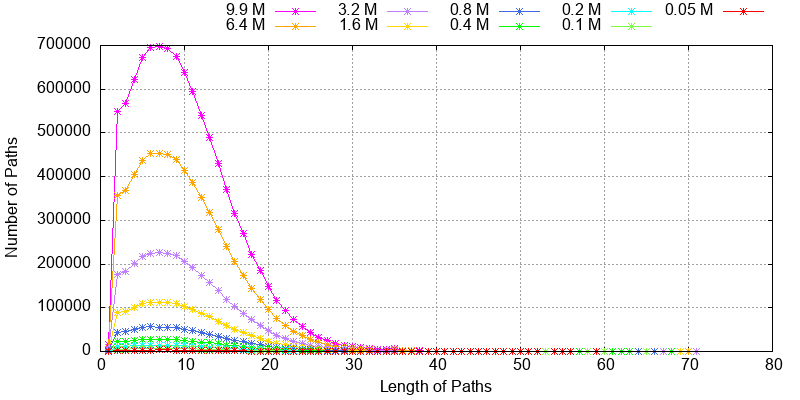 9.9 M 3.2 M 0.8 M 0.2 M 0.05 M
6.4 M 1.6 M 0.4 M 0.1 M
700000
600000
500000
400000
300000
200000
100000
0
0 10 20 30 40 50 60 70 80
Number of Paths
Length of Paths